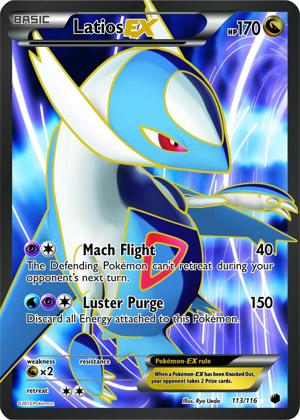 BASIC
Latios EX HP170
Mach Flight 40
The Defending Pokémon can't retreat during your
opponent's next turn.
Luster Purge 150
Discard all Energy attached to this Pokémon.
weakness resistance
×2
retreat
Pokémon-EX rule
When a Pokémon-EX has been Knocked Out,
your opponent takes 2 Prize cards.
Illus. Ryo Ueda 113/116
©2013 Pokémon